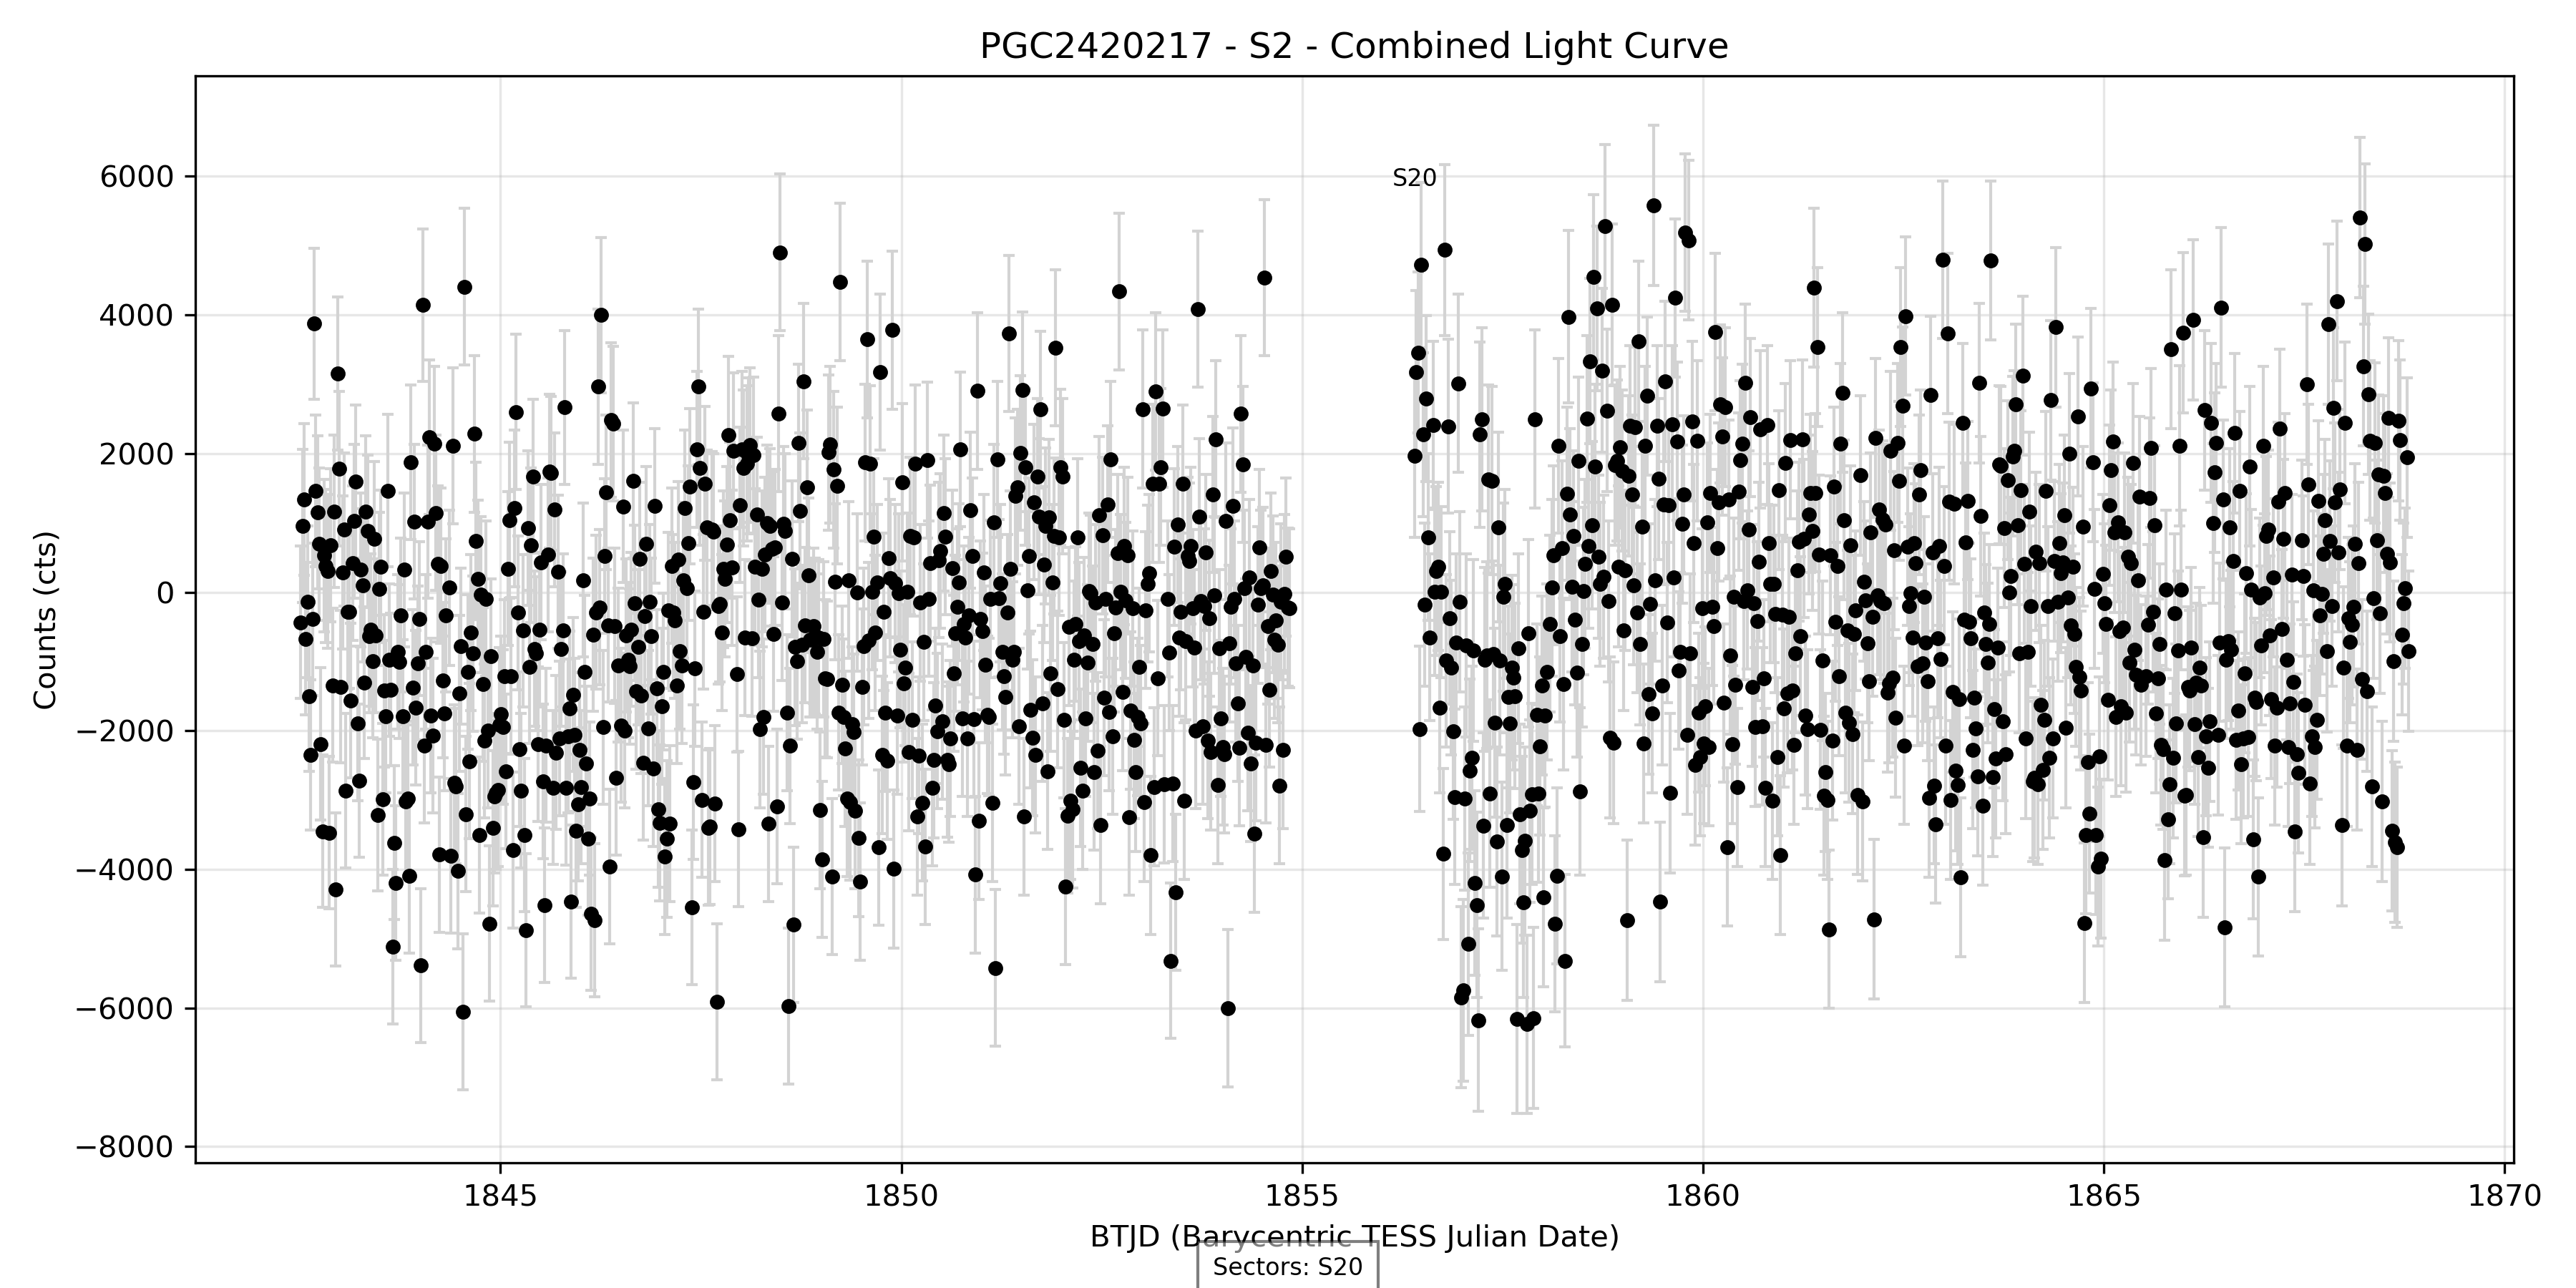 PGC2420217 - S2 - Combined Light Curve
S20
6000
4000
2000
0
−2000
−4000
−6000
−8000
Counts (cts)
1845 1850 1855 1860 1865 1870
BTJD (Barycentric TESS Julian Date)
Sectors: S20